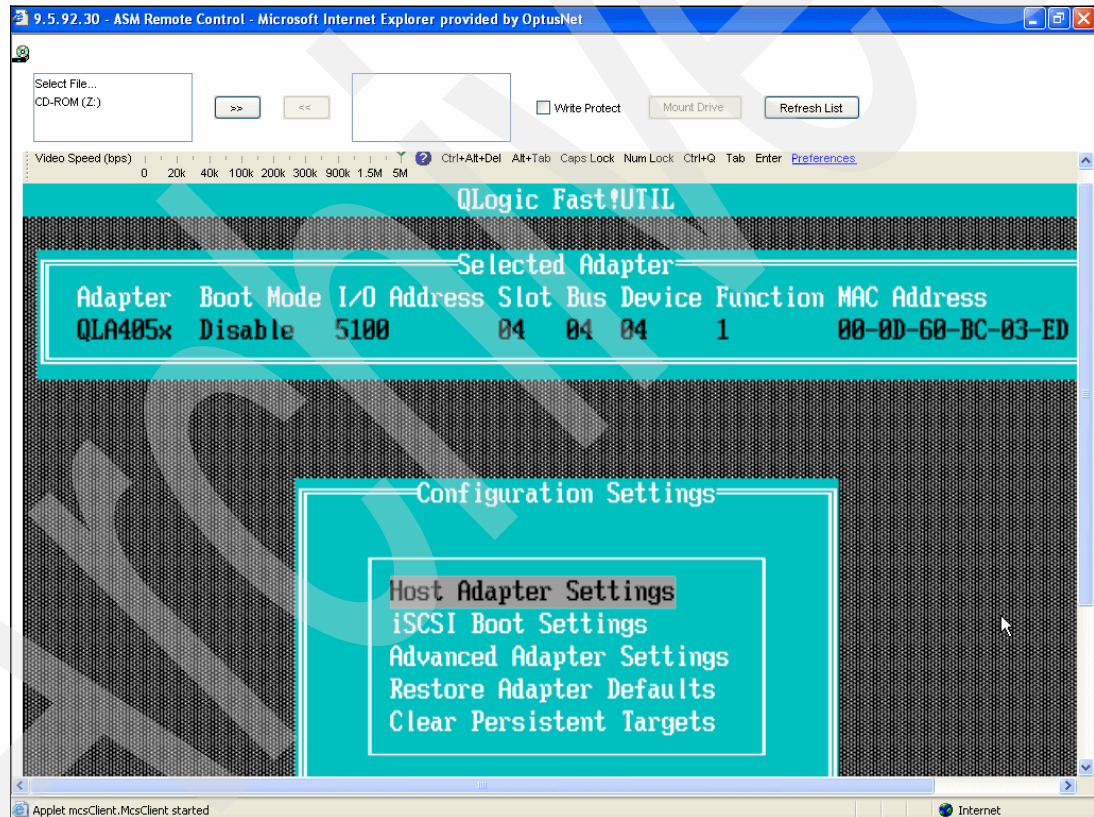 9.5.92.30 - ASM Remote Control - Microsoft Internet Explorer provided by OptusNet
Select File...
CD-ROM (Z:)
>>
<<
Write Protect
Mount Drive
Refresh List
Video Speed (bps)
0 20k 40k 100k 200k 300k 900k 1.5M 5M
? Ctrl+Alt+Del Alt+Tab Caps Lock Num Lock Ctrl+Q Tab Enter Preferences
QLogic Fast!UTIL
Selected Adapter
Adapter Boot Mode I/O Address Slot Bus Device Function MAC Address
QLA405x Disable 5100 04 04 04 1 00-0D-60-BC-03-ED
Configuration Settings
Host Adapter Settings
iSCSI Boot Settings
Advanced Adapter Settings
Restore Adapter Defaults
Clear Persistent Targets
Applet mcsClient.McsClient started
Internet